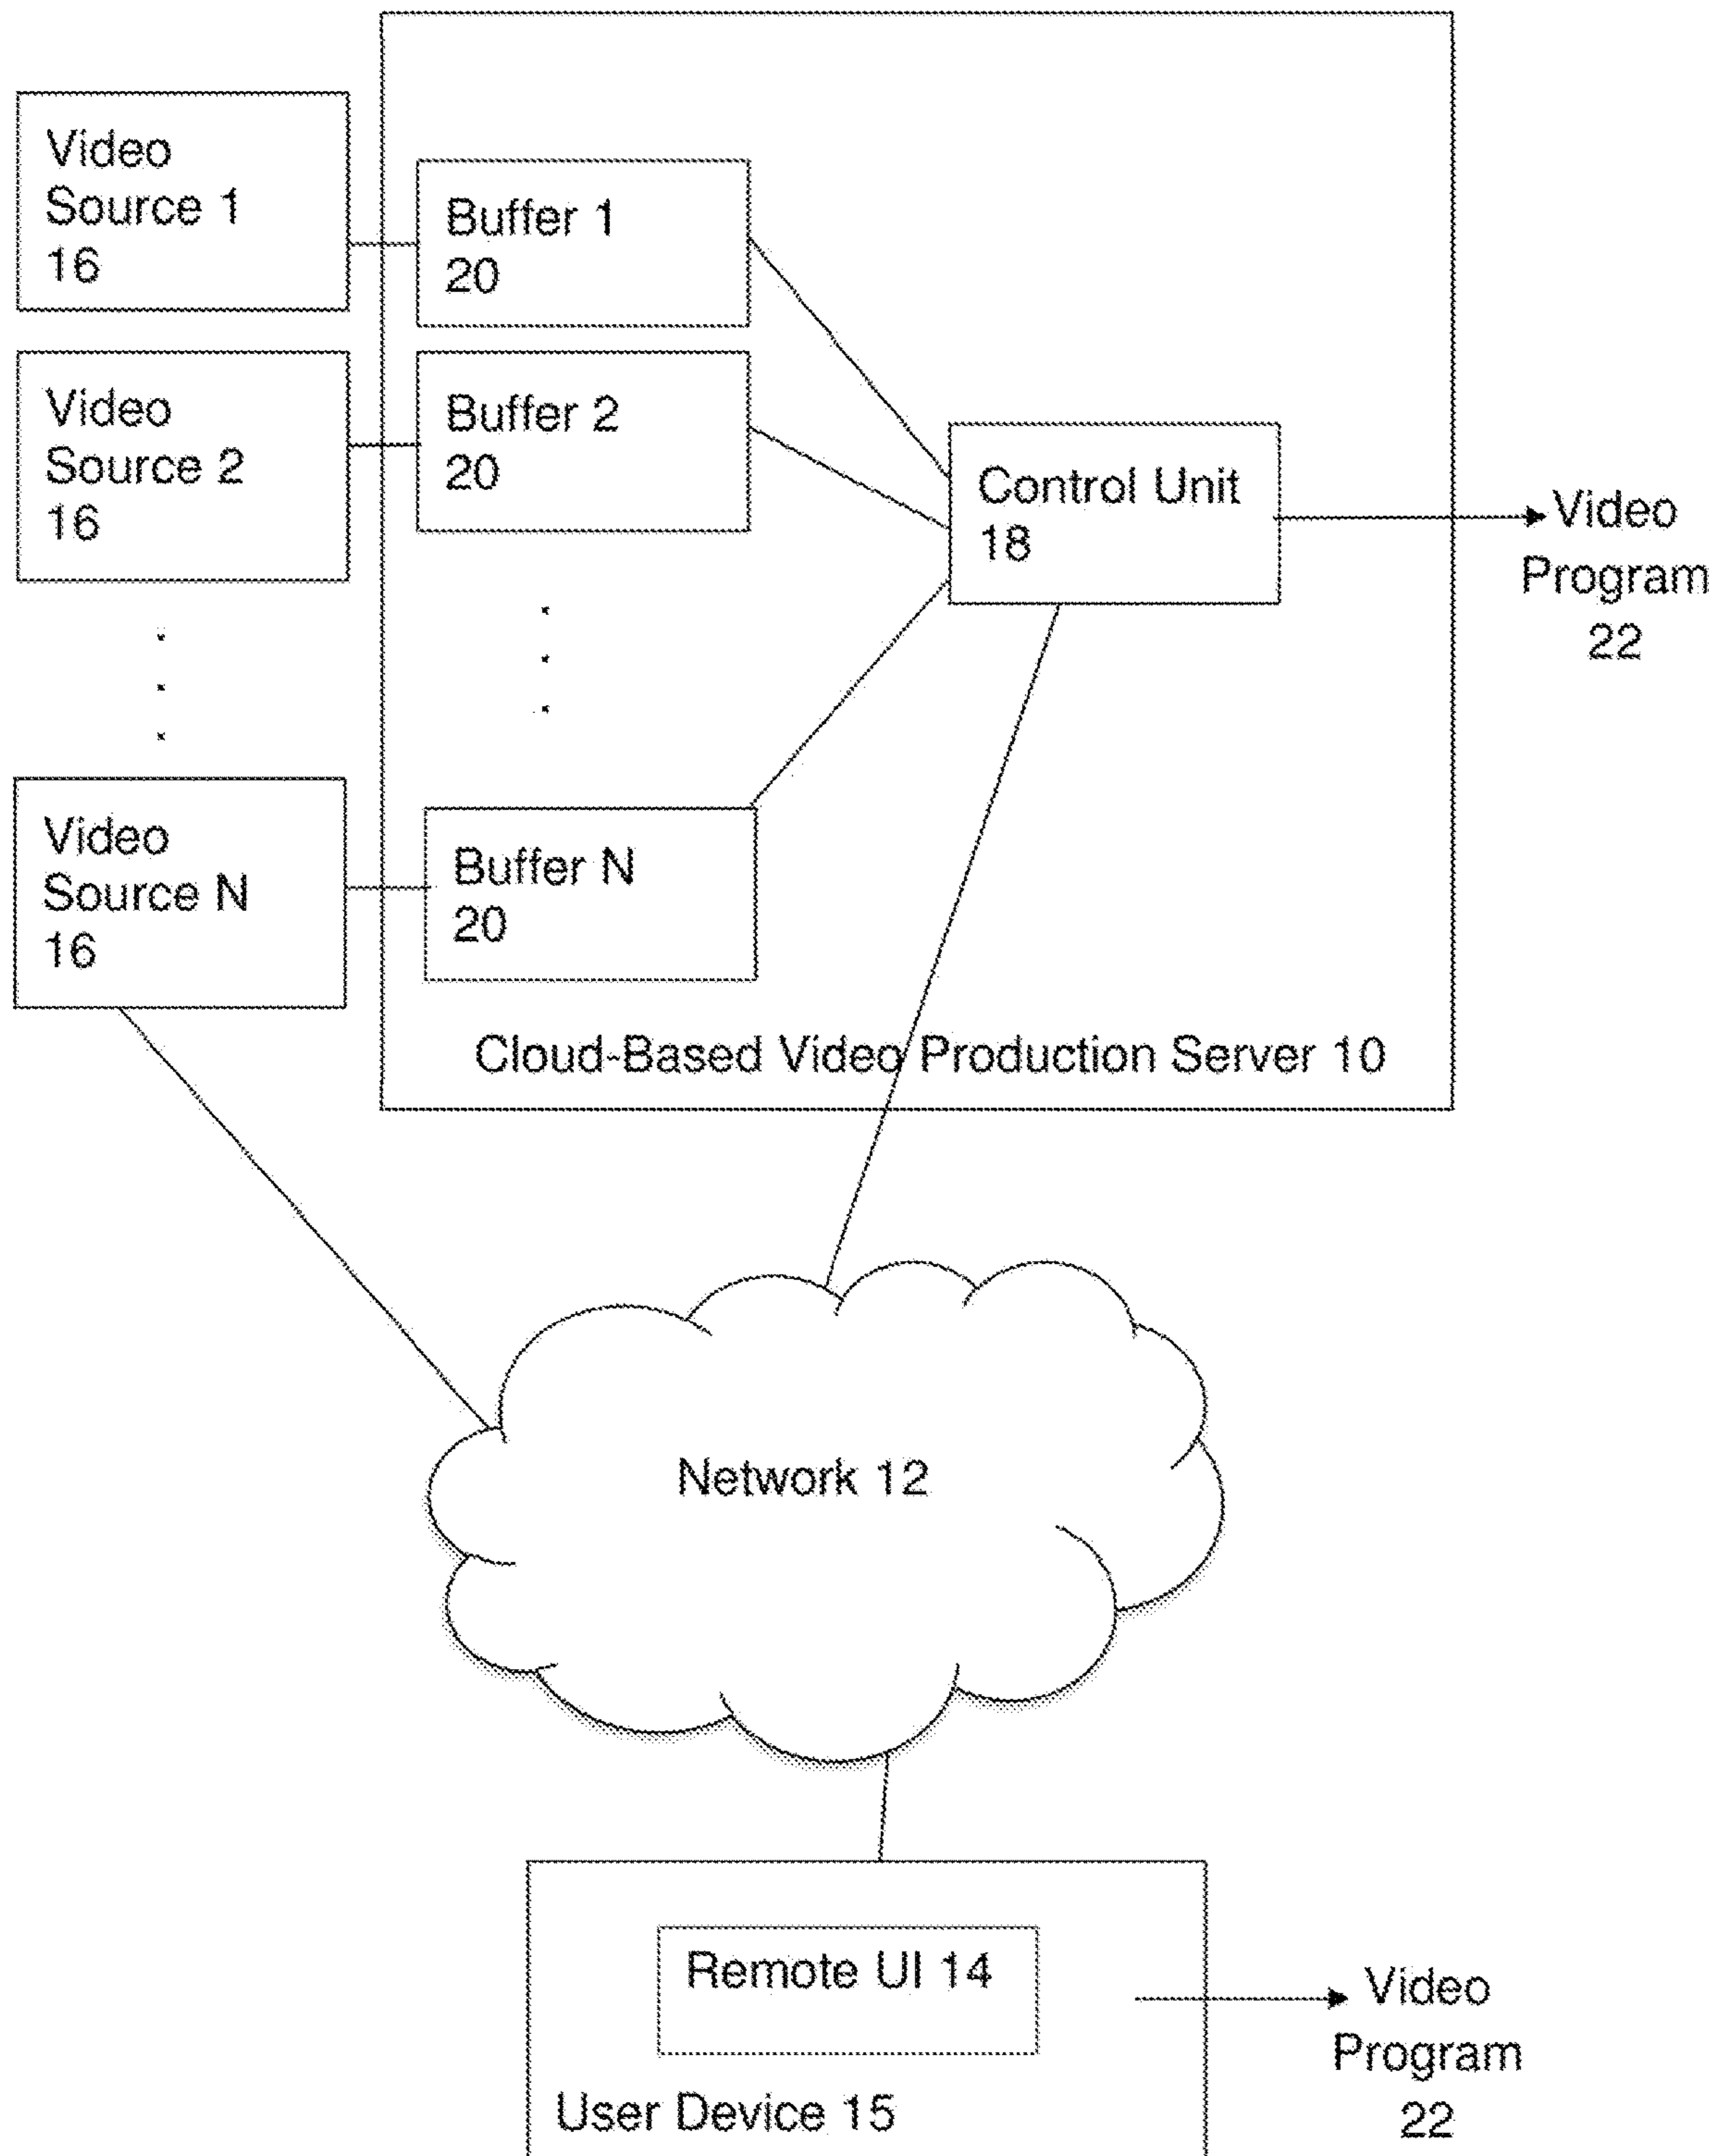 Video
Source 1
16
Buffer 1
20
Video
Source 2
16
Buffer 2
20
Control Unit
18
Video
Program
22
Video
Source N
16
Buffer N
20
Cloud-Based Video Production Server 10
Network 12
Remote UI 14
Video
Program
22
User Device 15